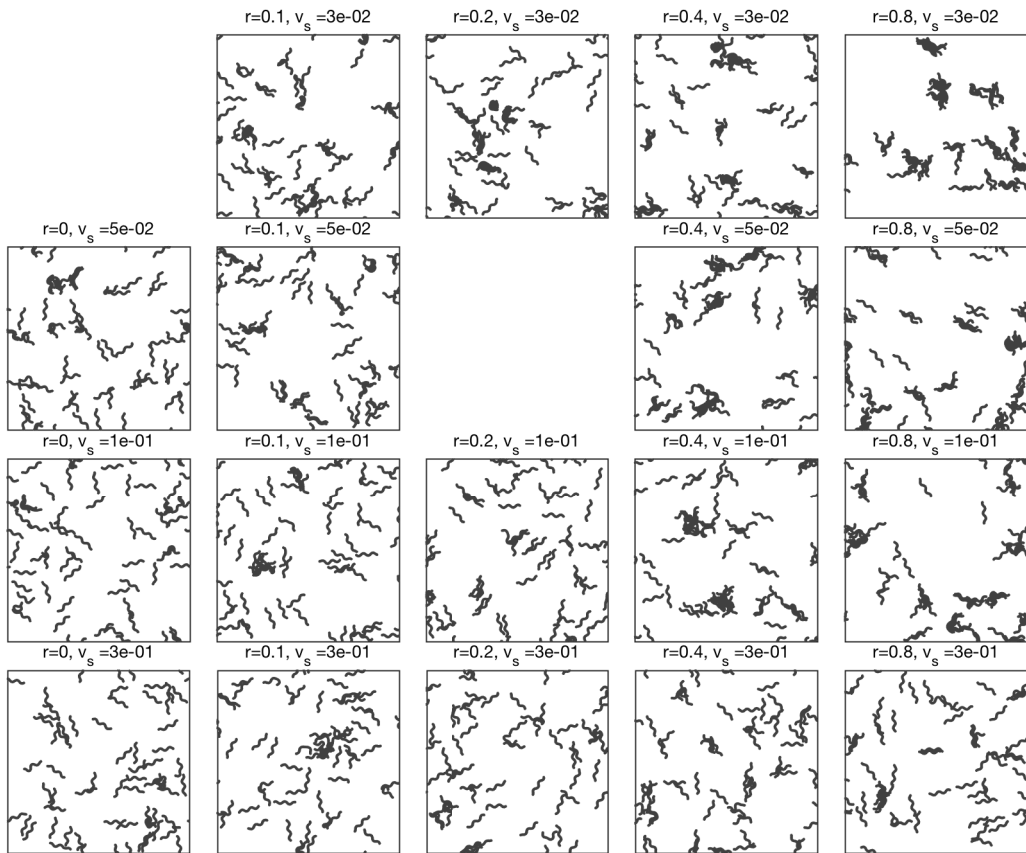 r=0.1, v_s =3e-02
r=0.2, v_s =3e-02
r=0.4, v_s =3e-02
r=0.8, v_s =3e-02
r=0, v_s =5e-02
r=0.1, v_s =5e-02
r=0.4, v_s =5e-02
r=0.8, v_s =5e-02
r=0, v_s =1e-01
r=0.1, v_s =1e-01
r=0.2, v_s =1e-01
r=0.4, v_s =1e-01
r=0.8, v_s =1e-01
r=0, v_s =3e-01
r=0.1, v_s =3e-01
r=0.2, v_s =3e-01
r=0.4, v_s =3e-01
r=0.8, v_s =3e-01